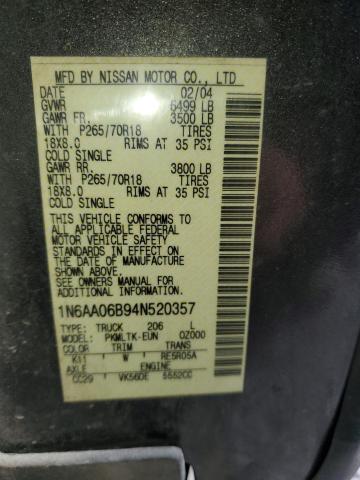 MFD BY NISSAN MOTOR CO., LTD
DATE 02/04
GVWR 6499 LB
GAWR FR. 3500 LB
WITH P265/70R18 TIRES
18X8.0 RIMS AT 35 PSI
COLD SINGLE
GAWR RR. 3800 LB
WITH P265/70R18 TIRES
18X8.0 RIMS AT 35 PSI
COLD SINGLE
THIS VEHICLE CONFORMS TO
ALL APPLICABLE FEDERAL
MOTOR VEHICLE SAFETY
STANDARDS IN EFFECT ON
THE DATE OF MFR SHOWN
ABOVE.
SEE OWNERS MANUAL FOR
ADDITIONAL INFORMATION
1N6AA06B94N520357
TYPE: TRUCK 206 L
MODEL: PKMLTK-EUN OZ000
COLOR TRIM TRANS
K11 W RE5R05A
AXLE ENGINE
CC29 VK56DE 5552CC